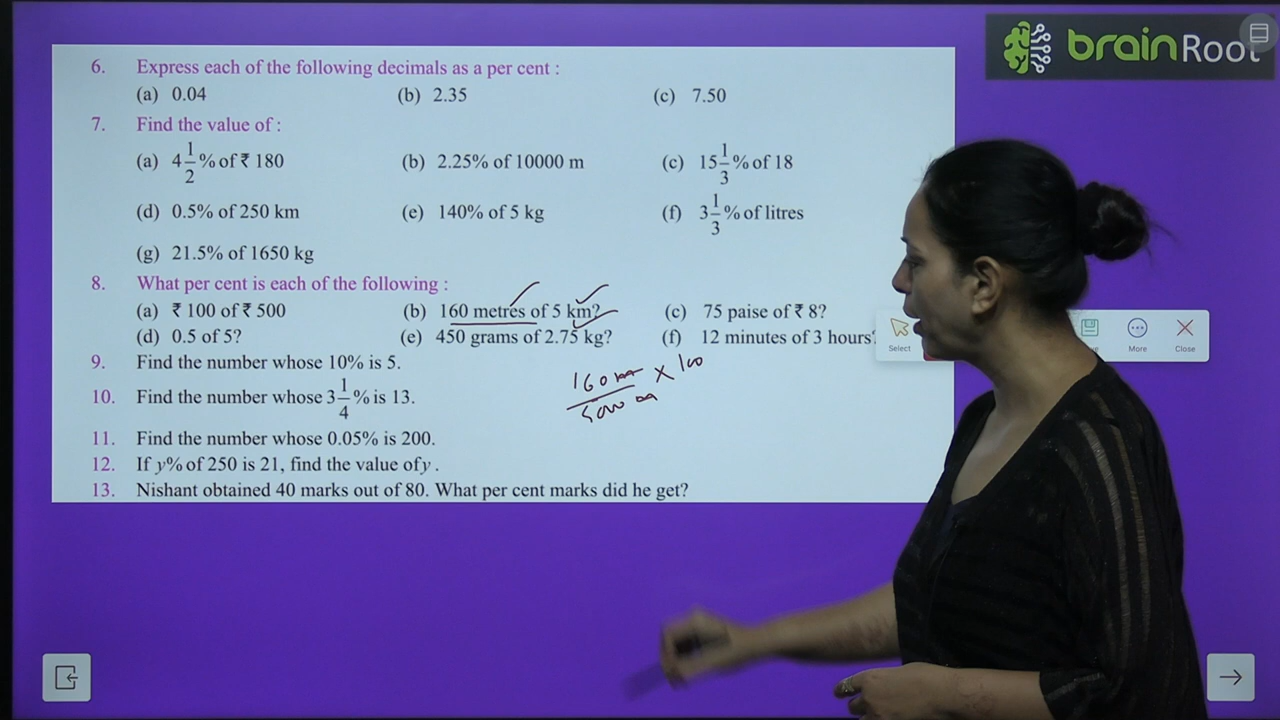 brainRoot
6. Express each of the following decimals as a per cent :
(a) 0.04 (b) 2.35 (c) 7.50
7. Find the value of :
(a) 4 1/2 % of ₹ 180 (b) 2.25% of 10000 m (c) 15 1/3 % of 18
(d) 0.5% of 250 km (e) 140% of 5 kg (f) 3 1/3 % of litres
(g) 21.5% of 1650 kg
8. What per cent is each of the following :
(a) ₹ 100 of ₹ 500 (b) 160 metres of 5 km? (c) 75 paise of ₹ 8?
(d) 0.5 of 5? (e) 450 grams of 2.75 kg? (f) 12 minutes of 3 hours?
Select More Close
9. Find the number whose 10% is 5.
160 m / 5000 m × 100
10. Find the number whose 3 1/4 % is 13.
11. Find the number whose 0.05% is 200.
12. If y% of 250 is 21, find the value of y .
13. Nishant obtained 40 marks out of 80. What per cent marks did he get?